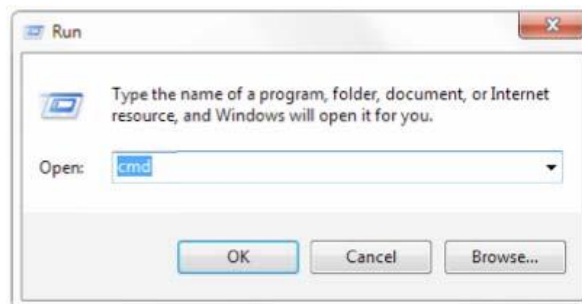 Run
Type the name of a program, folder, document, or Internet
resource, and Windows will open it for you.
Open: cmd
OK Cancel Browse...